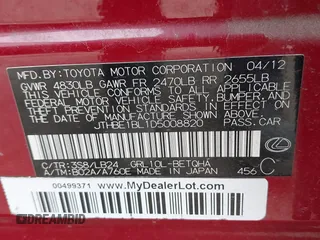 MFD. BY: TOYOTA MOTOR CORPORATION 04/12
GVWR 4830LB GAWR FR 2470LB RR 2655LB
THIS VEHICLE CONFORMS TO ALL APPLICABLE
FEDERAL MOTOR VEHICLE SAFETY, BUMPER, AND
THEFT PREVENTION STANDARDS IN EFFECT ON
THE DATE OF MANUFACTURE SHOWN ABOVE.
JTHBE1BL1D5008820 PASS. CAR
C/TR: 3S8/LB24 GRL10L-BETQHA
A/TM: B02A/A760E MADE IN JAPAN 456 C
00499371
www.MyDealerLot.com
DREAMBID